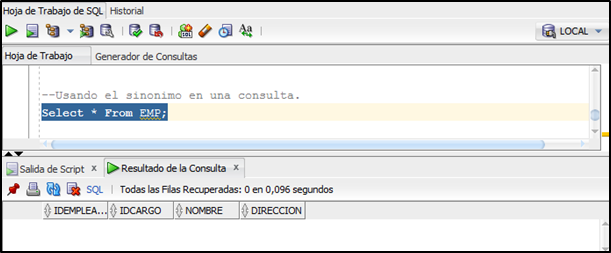 Hoja de Trabajo de SQL Historial
LOCAL
Hoja de Trabajo Generador de Consultas
--Usando el sinonimo en una consulta.
Select * From EMP;
Salida de Script x Resultado de la Consulta x
SQL | Todas las Filas Recuperadas: 0 en 0,096 segundos
IDEMPLEA... IDCARGO NOMBRE DIRECCION